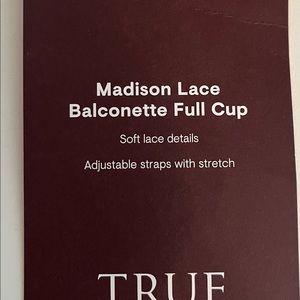 Madison Lace
Balconette Full Cup
Soft lace details
Adjustable straps with stretch
TRUE